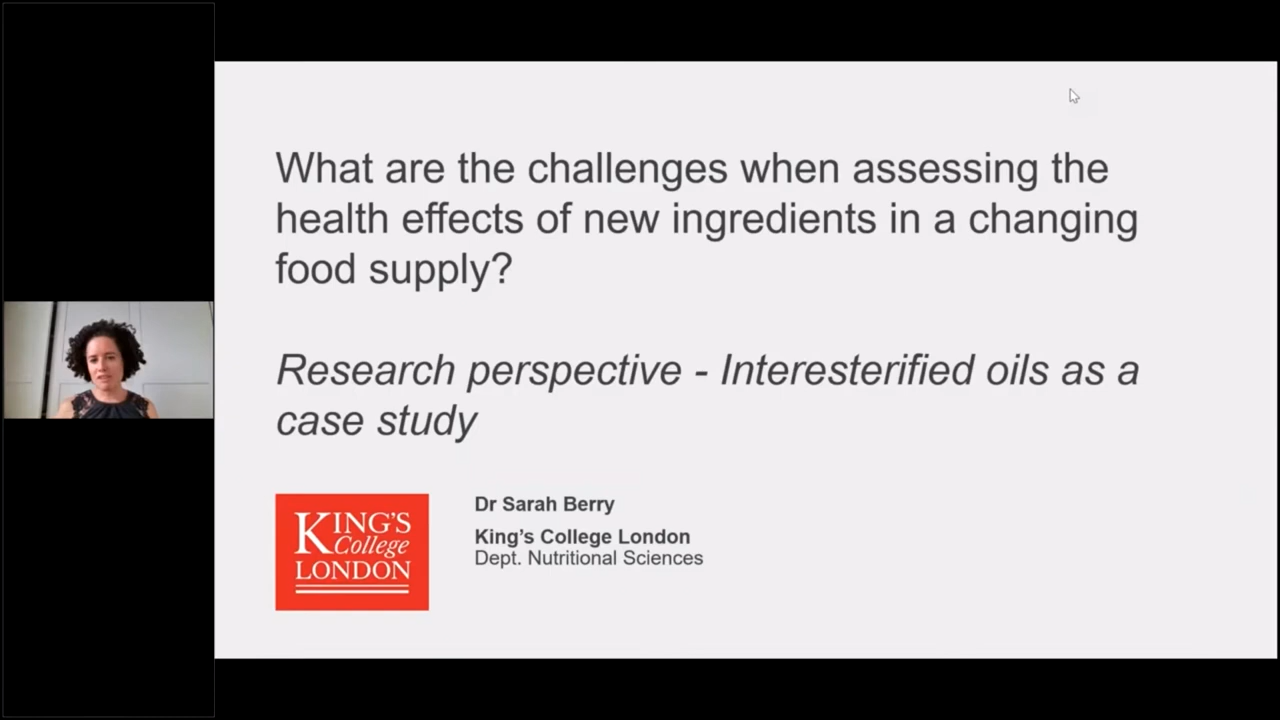 What are the challenges when assessing the
health effects of new ingredients in a changing
food supply?
Research perspective - Interesterified oils as a
case study
KING'S
College
LONDON
Dr Sarah Berry
King's College London
Dept. Nutritional Sciences